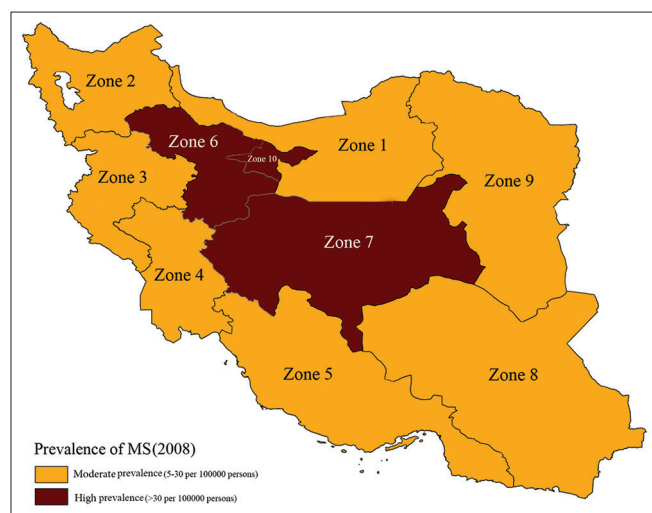 Zone 2
Zone 6
Zone 1
Zone 10
Zone 3
Zone 9
Zone 7
Zone 4
Zone 5
Zone 8
Prevalence of MS(2008)
Moderate prevalence (5-30 per 100000 persons)
High prevalence (>30 per 100000 persons)